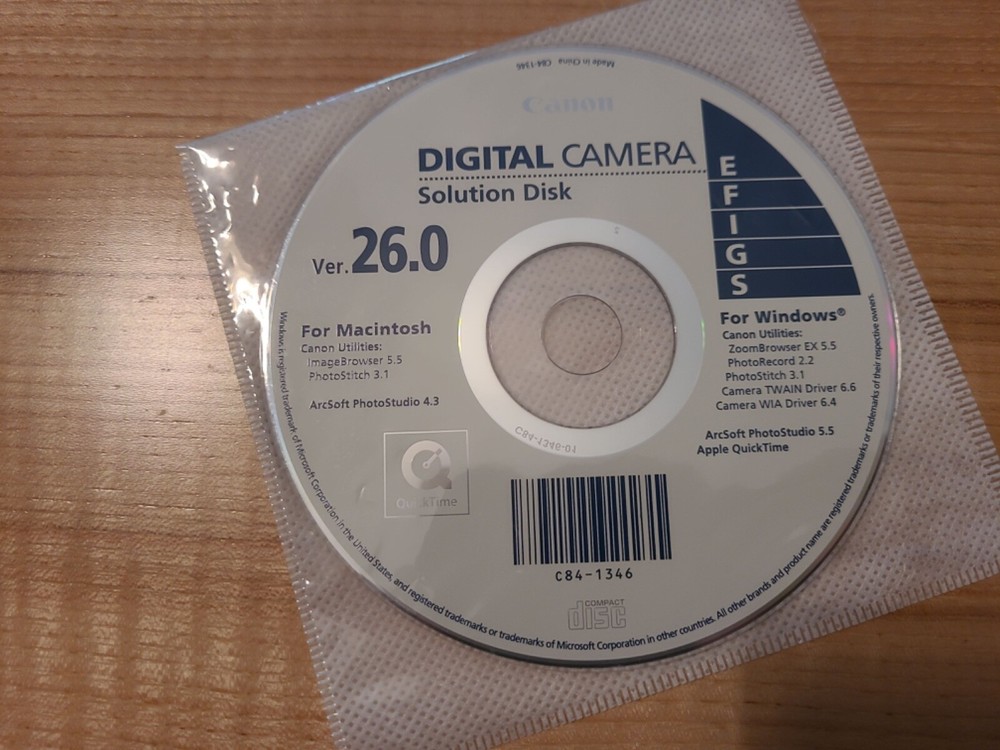 Made in China C84-1346
Canon
DIGITAL CAMERA
Solution Disk
Ver. 26.0
E
F
I
G
S
For Macintosh
Canon Utilities:
ImageBrowser 5.5
PhotoStitch 3.1
ArcSoft PhotoStudio 4.3
QuickTime
For Windows®
Canon Utilities:
ZoomBrowser EX 5.5
PhotoRecord 2.2
PhotoStitch 3.1
Camera TWAIN Driver 6.6
Camera WIA Driver 6.4
ArcSoft PhotoStudio 5.5
Apple QuickTime
C84-1346-01
C84-1346
COMPACT
disc
Windows is registered trademark of Microsoft Corporation in the United States, and registered trademarks or trademarks of Microsoft Corporation in other countries. All other brands and product name are registered trademarks or trademarks of their respective owners.